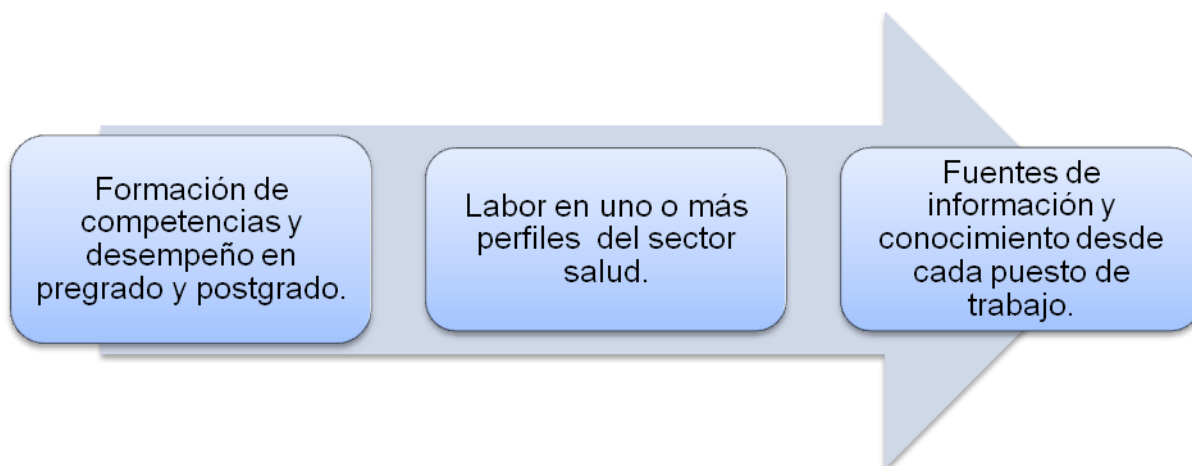 Formación de
competencias y
desempeño en
pregrado y postgrado.
Labor en uno o más
perfiles del sector
salud.
Fuentes de
información y
conocimiento desde
cada puesto de
trabajo.